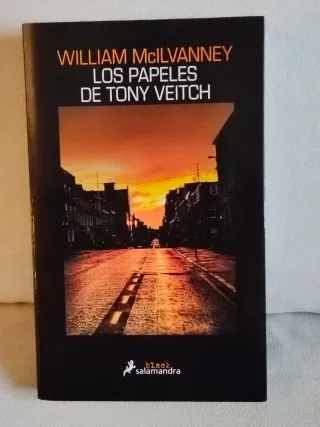 WILLIAM McILVANNEY
LOS PAPELES
DE TONY VEITCH
black
salamandra